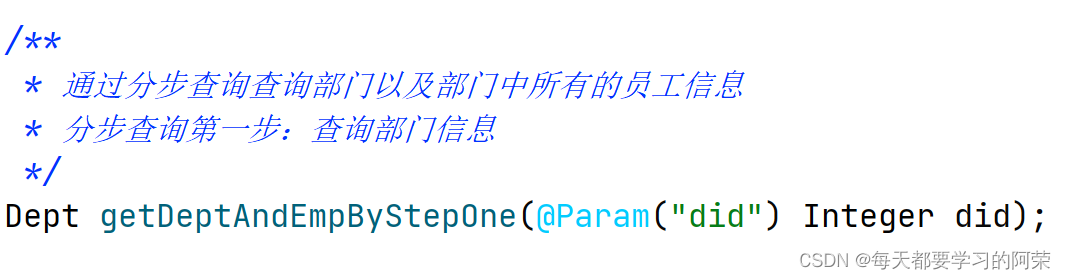 /**
 * 通过分步查询查询部门以及部门中所有的员工信息
 * 分步查询第一步：查询部门信息
 */
Dept getDeptAndEmpByStepOne(@Param("did") Integer did);
CSDN @每天都要学习的阿荣